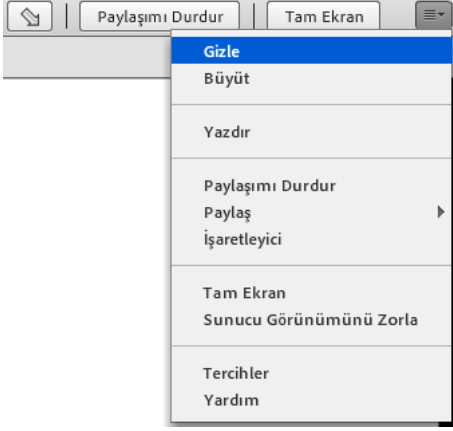 Paylaşımı Durdur
Tam Ekran
Gizle
Büyüt
Yazdır
Paylaşımı Durdur
Paylaş
İşaretleyici
Tam Ekran
Sunucu Görünümünü Zorla
Tercihler
Yardım